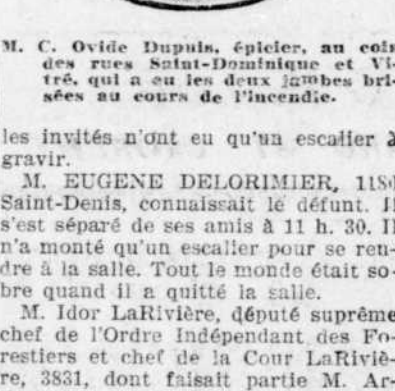 M. C. Ovide Dupuis, épicier, au coin
des rues Saint-Dominique et Vi-
tré, qui a eu les deux jambes bri-
sées au cours de l'incendie.
les invités n'ont eu qu'un escalier à
gravir.
M. EUGENE DELORIMIER,
Saint-Denis, connaissait le défunt. Il
s'est séparé de ses amis à 11 h. 30. Il
n'a monté qu'un escalier pour se ren-
dre à la salle. Tout le monde était so-
bre quand il a quitté la salle.
M. Idor LaRivière, député suprême
chef de l'Ordre Indépendant des Fo-
restiers et chef de la Cour LaRiviè-
re, 3831, dont faisait partie M. Ar-